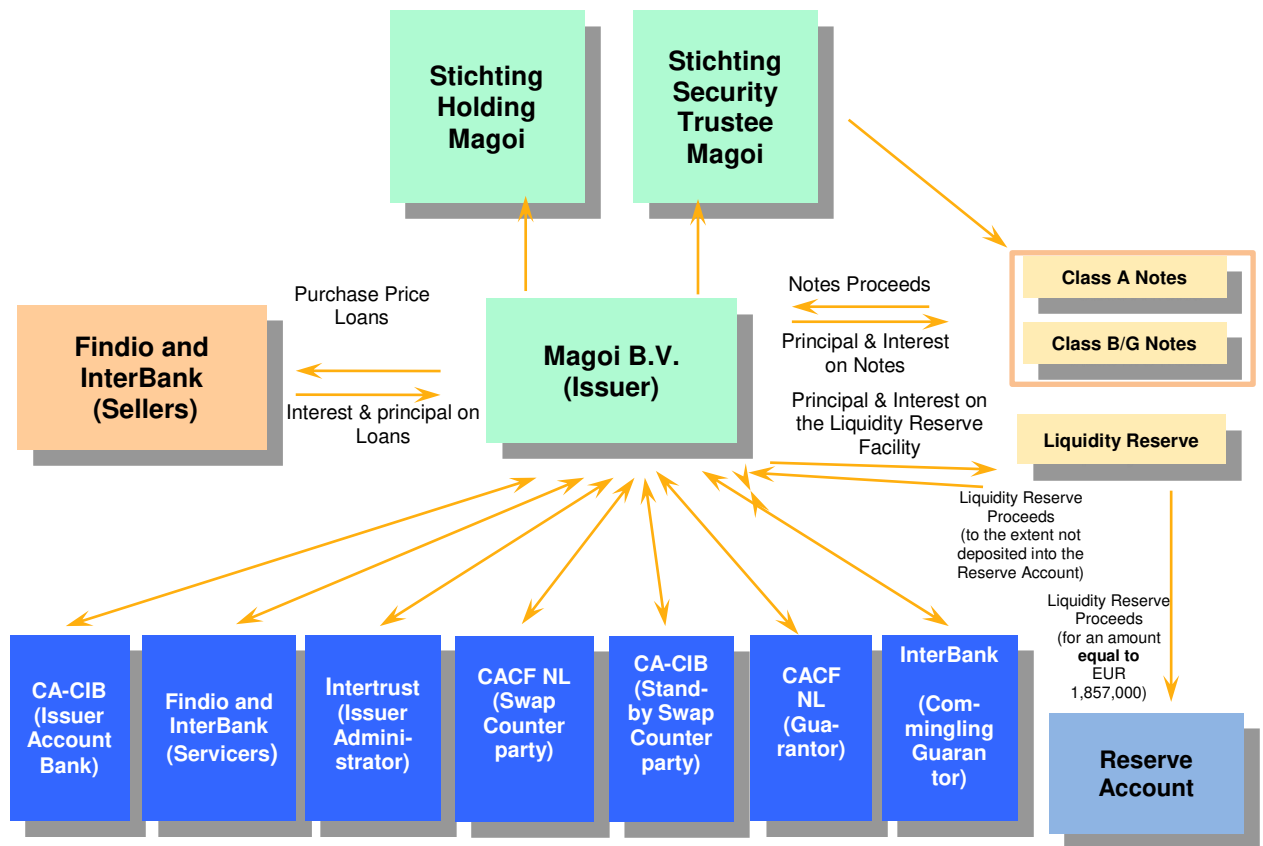 Stichting
Holding
Magoi
Stichting
Security
Trustee
Magoi
Purchase Price
Loans
Findio and
InterBank
(Sellers)
Interest & principal on
Loans
Magoi B.V.
(Issuer)
Notes Proceeds
Principal & Interest
on Notes
Class A Notes
Class B/G Notes
Principal & Interest on
the Liquidity Reserve
Facility
Liquidity Reserve
Liquidity Reserve
Proceeds
(to the extent not
deposited into the
Reserve Account)
Liquidity Reserve
Proceeds
(for an amount
equal to
EUR
1,857,000)
CA-CIB
(Issuer
Account
Bank)
Findio and
InterBank
(Servicers)
Intertrust
(Issuer
Admini-
strator)
CACF NL
(Swap
Counter
party)
CA-CIB
(Stand-
by Swap
Counter
party)
CACF
NL
(Gua-
rantor)
InterBank
(Com-
mingling
Guaran
tor)
Reserve
Account